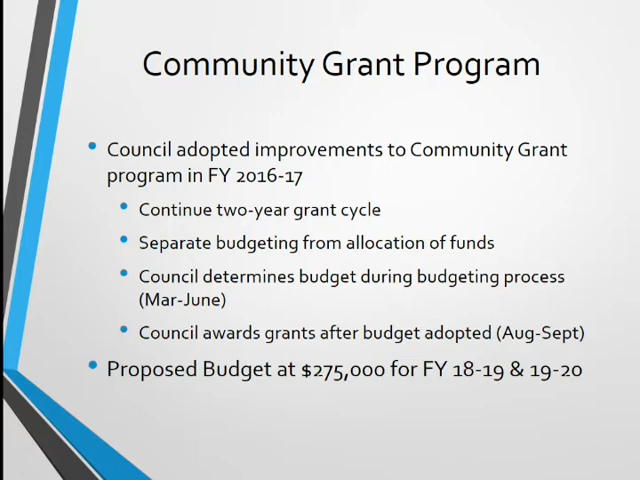 Community Grant Program
• Council adopted improvements to Community Grant
program in FY 2016-17
• Continue two-year grant cycle
• Separate budgeting from allocation of funds
• Council determines budget during budgeting process
(Mar-June)
• Council awards grants after budget adopted (Aug-Sept)
• Proposed Budget at $275,000 for FY 18-19 & 19-20